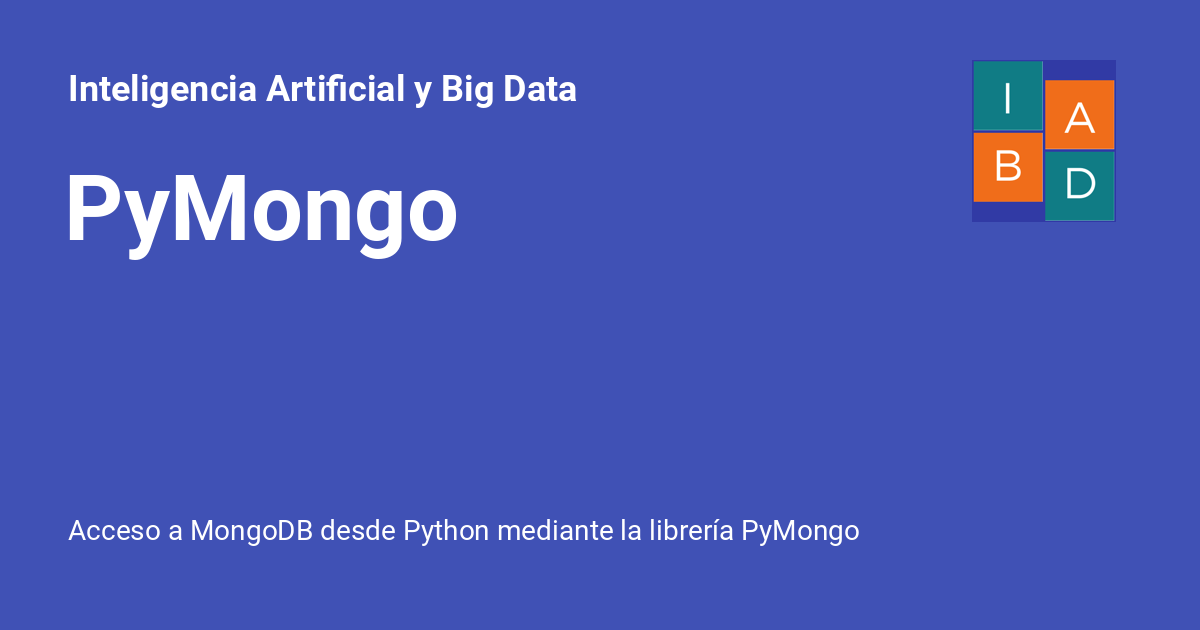 Inteligencia Artificial y Big Data
I A
B D
PyMongo
Acceso a MongoDB desde Python mediante la librería PyMongo